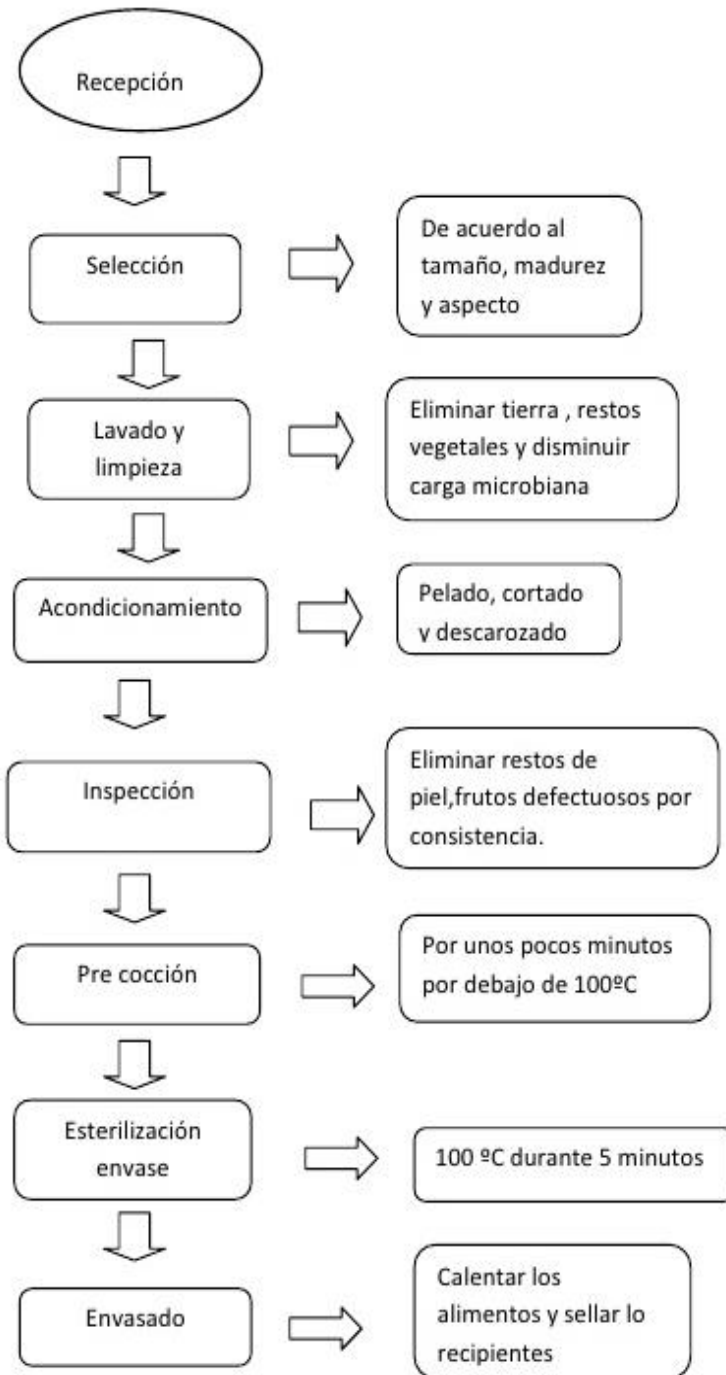 Recepción
Selección
De acuerdo al
tamaño, madurez
y aspecto
Lavado y
limpieza
Eliminar tierra , restos
vegetales y disminuir
carga microbiana
Acondicionamiento
Pelado, cortado
y descarozado
Inspección
Eliminar restos de
piel,frutos defectuosos por
consistencia.
Pre cocción
Por unos pocos minutos
por debajo de 100ºC
Esterilización
envase
100 ºC durante 5 minutos
Envasado
Calentar los
alimentos y sellar lo
recipientes